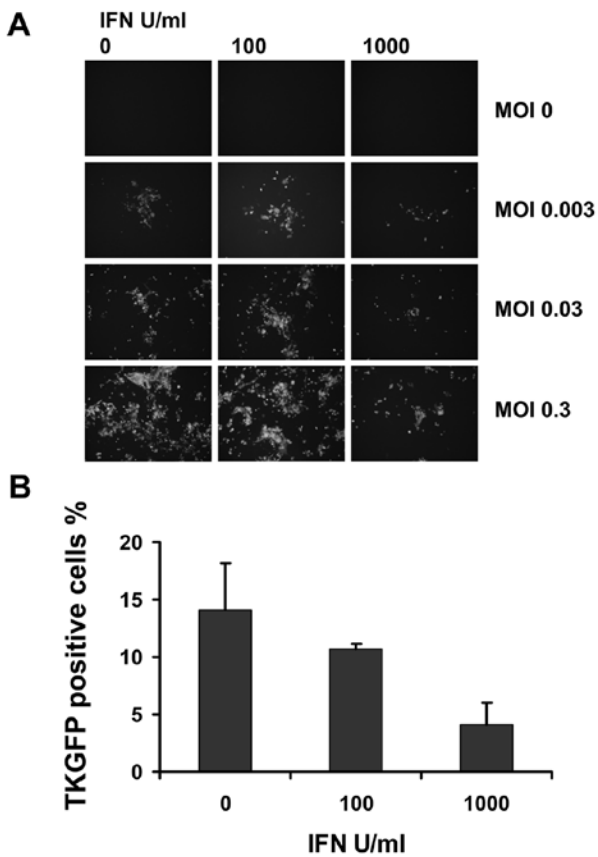 A
IFN U/ml
0 100 1000
MOI 0
MOI 0.003
MOI 0.03
MOI 0.3
B
TKGFP positive cells %
20
15
10
5
0
0 100 1000
IFN U/ml